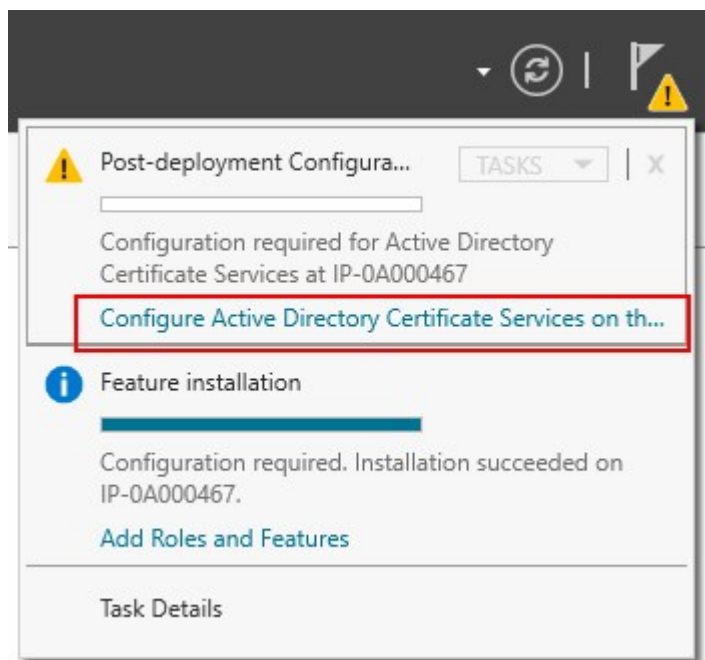 Post-deployment Configura...
TASKS
X
Configuration required for Active Directory
Certificate Services at IP-0A000467
Configure Active Directory Certificate Services on th...
Feature installation
Configuration required. Installation succeeded on
IP-0A000467.
Add Roles and Features
Task Details